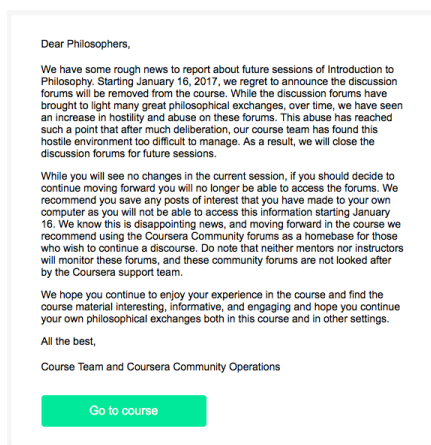 Dear Philosophers,
We have some rough news to report about future sessions of Introduction to
Philosophy. Starting January 16, 2017, we regret to announce the discussion
forums will be removed from the course. While the discussion forums have
brought to light many great philosophical exchanges, over time, we have seen
an increase in hostility and abuse on these forums. This abuse has reached
such a point that after much deliberation, our course team has found this
hostile environment too difficult to manage. As a result, we will close the
discussion forums for future sessions.
While you will see no changes in the current session, if you should decide to
continue moving forward you will no longer be able to access the forums. We
recommend you save any posts of interest that you have made to your own
computer as you will not be able to access this information starting January
16. We know this is disappointing news, and moving forward in the course we
recommend using the Coursera Community forums as a homebase for those
who wish to continue a discourse. Do note that neither mentors nor instructors
will monitor these forums, and these community forums are not looked after
by the Coursera support team.
We hope you continue to enjoy your experience in the course and find the
course material interesting, informative, and engaging and hope you continue
your own philosophical exchanges both in this course and in other settings.
All the best,
Course Team and Coursera Community Operations
Go to course